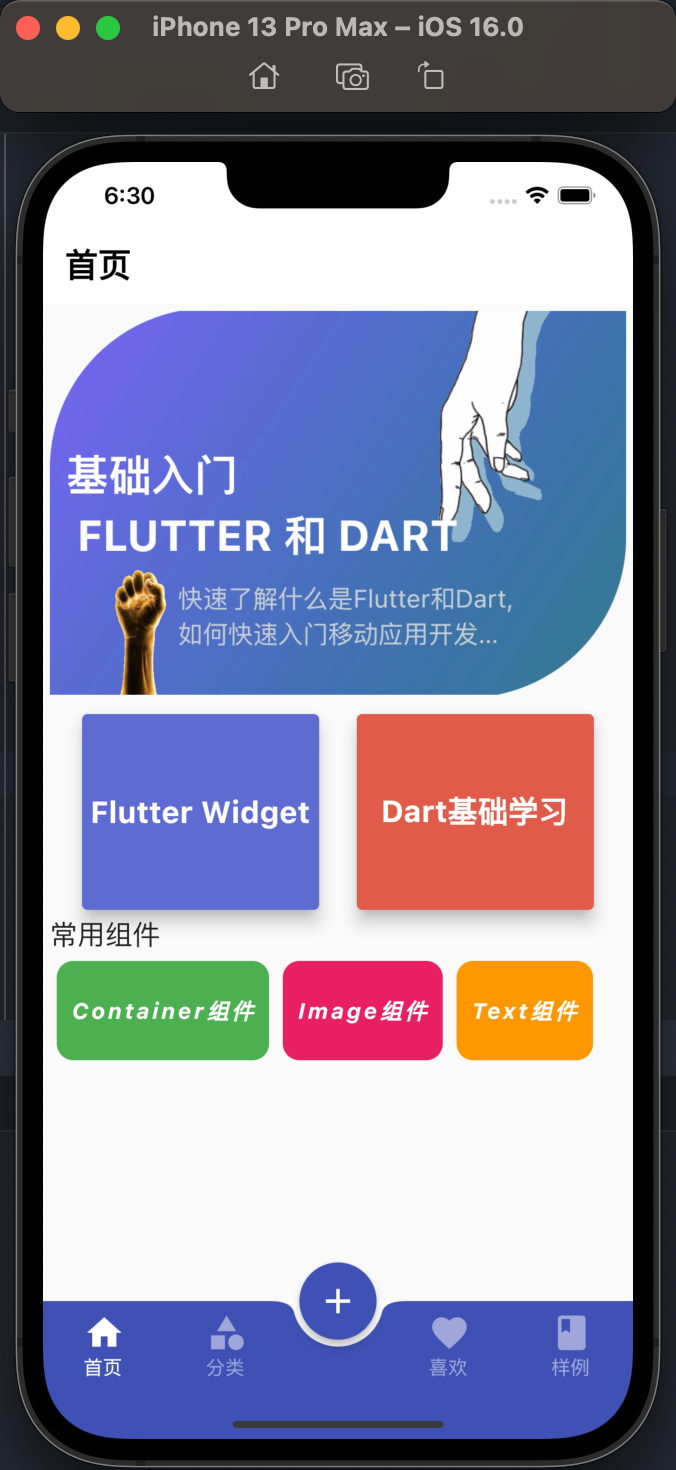 iPhone 13 Pro Max – iOS 16.0
6:30
首页
基础入门
FLUTTER 和 DART
快速了解什么是Flutter和Dart,
如何快速入门移动应用开发...
Flutter Widget
Dart基础学习
常用组件
Container组件
Image组件
Text组件
首页
分类
喜欢
样例